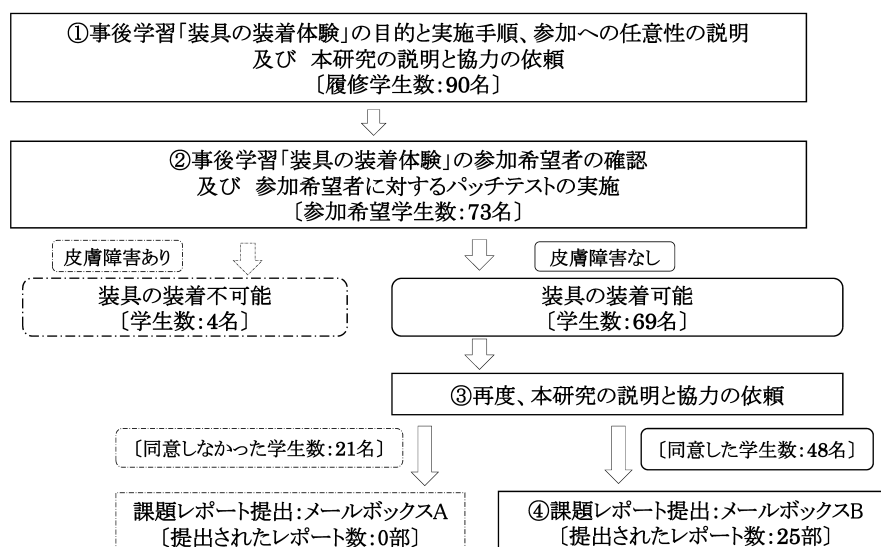 ①事後学習「装具の装着体験」の目的と実施手順、参加への任意性の説明
及び 本研究の説明と協力の依頼
〔履修学生数:90名〕
②事後学習「装具の装着体験」の参加希望者の確認
及び 参加希望者に対するパッチテストの実施
〔参加希望学生数:73名〕
皮膚障害あり
皮膚障害なし
装具の装着不可能
〔学生数:4名〕
装具の装着可能
〔学生数:69名〕
③再度、本研究の説明と協力の依頼
〔同意しなかった学生数:21名〕
〔同意した学生数:48名〕
課題レポート提出:メールボックスA
〔提出されたレポート数:0部〕
④課題レポート提出:メールボックスB
〔提出されたレポート数:25部〕